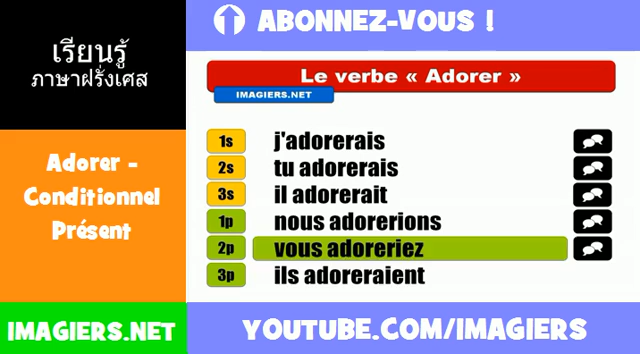 เรียนรู้
ภาษาฝรั่งเศส
Adorer -
Conditionnel
Présent
IMAGIERS.NET
ABONNEZ-VOUS !
Le verbe « Adorer »
IMAGIERS.NET
1s j'adorerais
2s tu adorerais
3s il adorerait
1p nous adorerions
2p vous adoreriez
3p ils adoreraient
YOUTUBE.COM/IMAGIERS